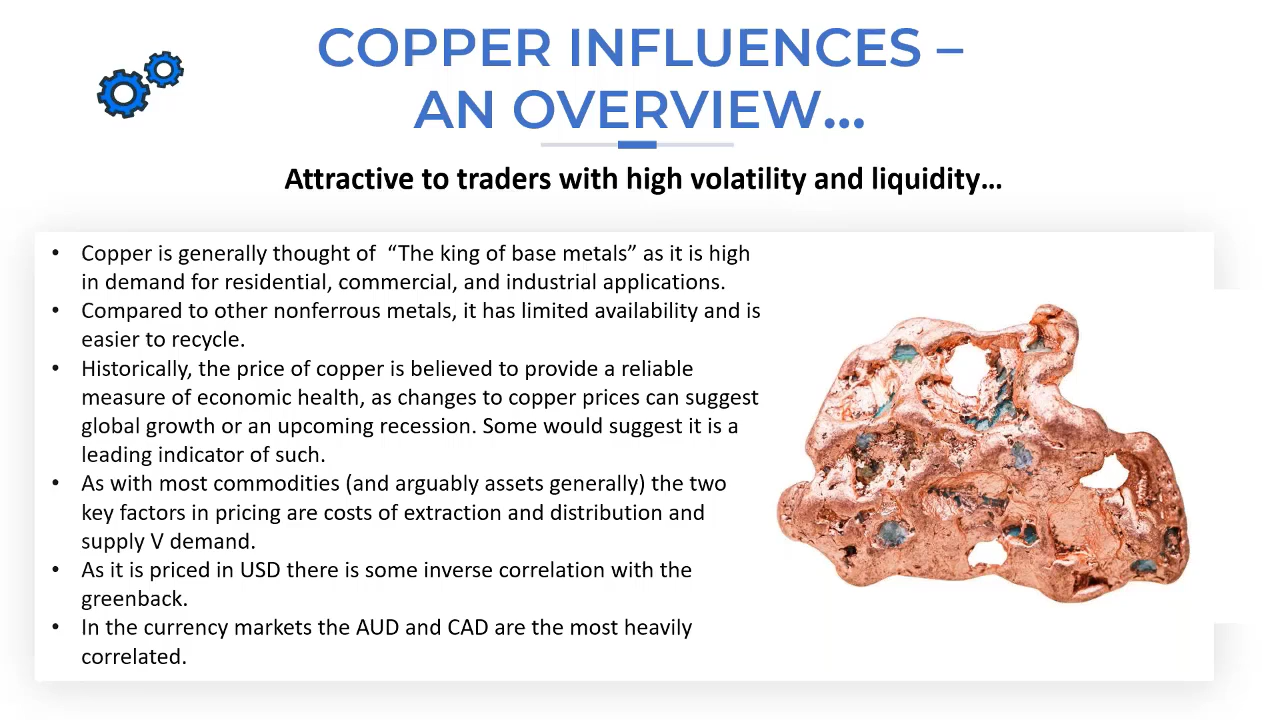 COPPER INFLUENCES –
AN OVERVIEW...
Attractive to traders with high volatility and liquidity...
• Copper is generally thought of “The king of base metals” as it is high
in demand for residential, commercial, and industrial applications.
• Compared to other nonferrous metals, it has limited availability and is
easier to recycle.
• Historically, the price of copper is believed to provide a reliable
measure of economic health, as changes to copper prices can suggest
global growth or an upcoming recession. Some would suggest it is a
leading indicator of such.
• As with most commodities (and arguably assets generally) the two
key factors in pricing are costs of extraction and distribution and
supply V demand.
• As it is priced in USD there is some inverse correlation with the
greenback.
• In the currency markets the AUD and CAD are the most heavily
correlated.